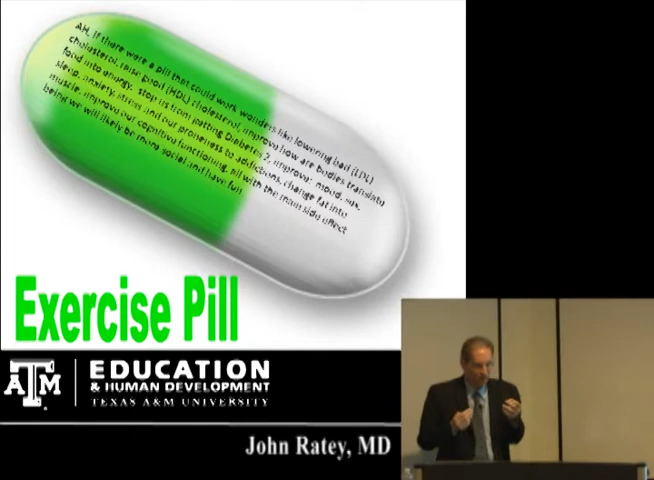 AH, If there were a pill that could work wonders like lowering bad (LDL)
cholesterol, raise good (HDL) cholesterol, improve how are bodies translate
food into energy, stop us from getting Diabetes 2, improve: mood, sex,
sleep, anxiety, stress and our proneness to addictions, change fat into
muscle, improve our cognitive functioning, all with the main side effect
being we will likely be more social and have fun
Exercise Pill
A&M
EDUCATION
& HUMAN DEVELOPMENT
TEXAS A&M UNIVERSITY
John Ratey, MD